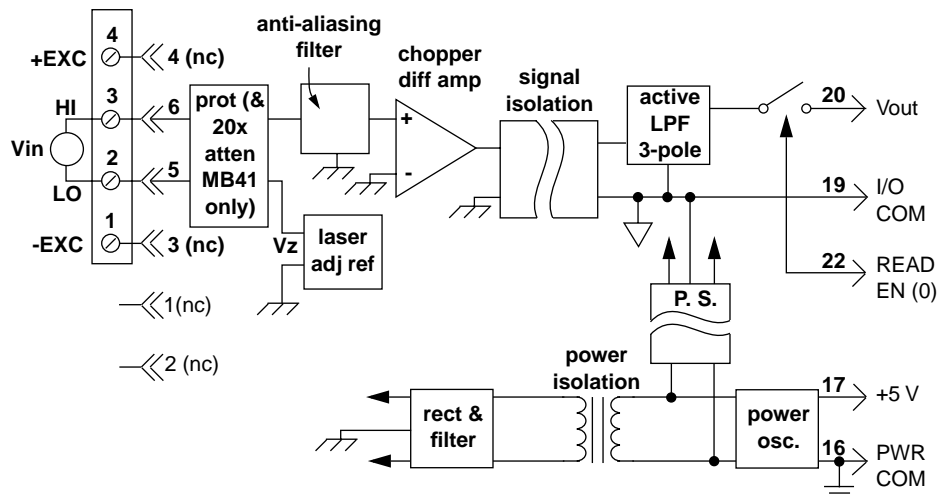 4
+EXC
4 (nc)
HI
3
6
Vin
2
5
LO
1
-EXC
3 (nc)
1(nc)
2 (nc)
prot (&
20x
atten
MB41
only)
anti-aliasing
filter
Vz
laser
adj ref
chopper
diff amp
+
-
signal
isolation
active
LPF
3-pole
20
Vout
19
I/O
COM
22
READ
EN (0)
P. S.
power
isolation
rect &
filter
power
osc.
17
+5 V
16
PWR
COM